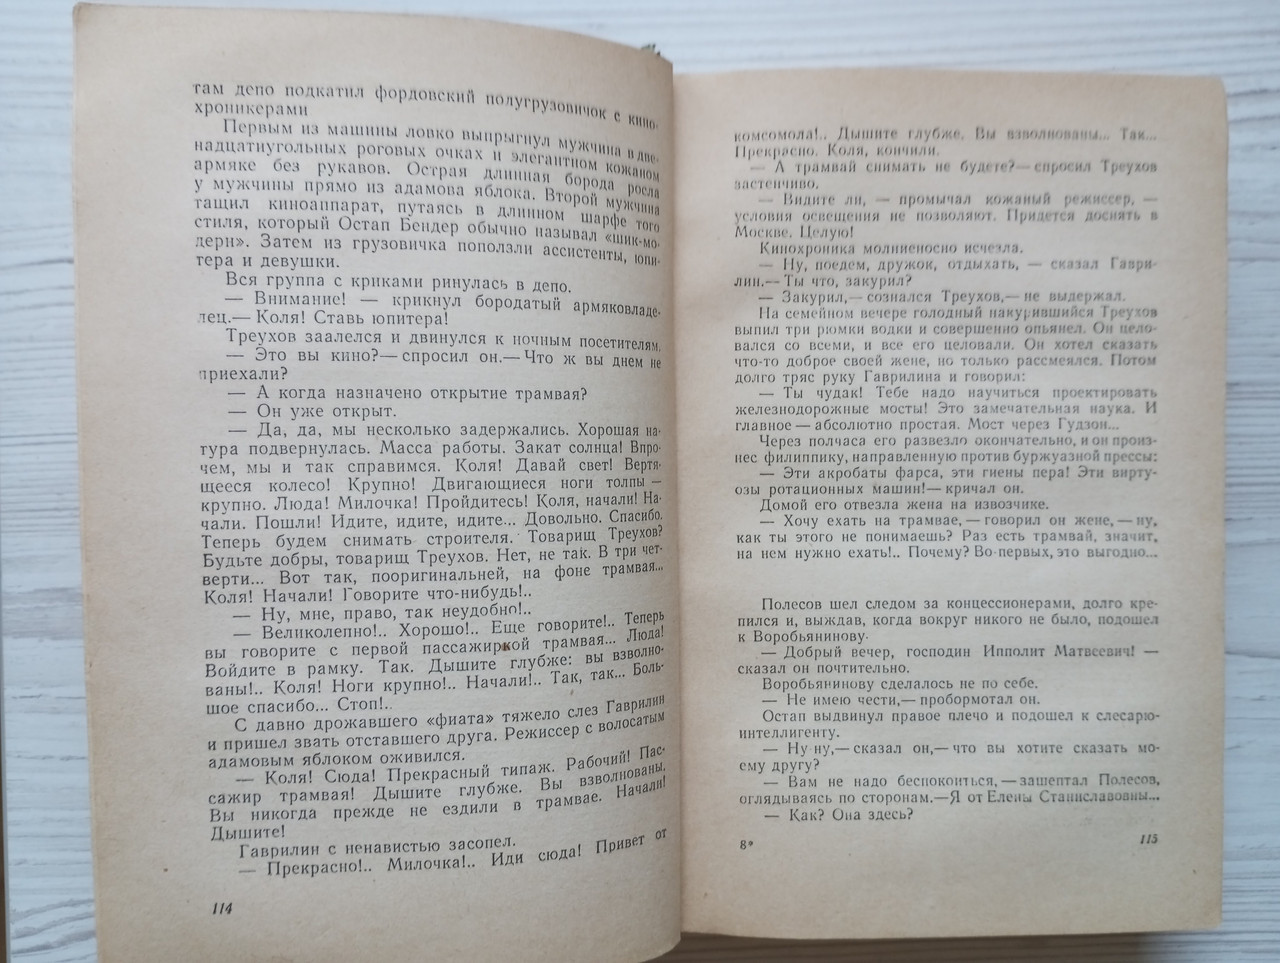 там депо подкатил фордовский полугрузовичок с кино-
хроникерами
Первым из машины ловко выпрыгнул мужчина в две-
надцатиугольных роговых очках и элегантном кожаном
армяке без рукавов. Острая длинная борода росла
у мужчины прямо из адамова яблока. Второй мужчина
тащил киноаппарат, путаясь в длинном шарфе того
стиля, который Остап Бендер обычно называл «шик-мо-
дерн». Затем из грузовичка поползли ассистенты, юпи-
тера и девушки.
Вся группа с криками ринулась в депо.
— Внимание! — крикнул бородатый армяковладе-
лец.— Коля! Ставь юпитера!
Треухов заалелся и двинулся к ночным посетителям.
— Это вы кино?— спросил он.— Что ж вы днем не
приехали?
— А когда назначено открытие трамвая?
— Он уже открыт.
— Да, да, мы несколько задержались. Хорошая на-
тура подвернулась. Масса работы. Закат солнца! Впро-
чем, мы и так справимся. Коля! Давай свет! Вертя-
щееся колесо! Крупно! Двигающиеся ноги толпы —
крупно. Люда! Милочка! Пройдитесь! Коля, начали! На-
чали. Пошли! Идите, идите, идите... Довольно. Спасибо.
Теперь будем снимать строителя. Товарищ Треухов?
Будьте добры, товарищ Треухов. Нет, не так. В три чет-
верти... Вот так, пооригинальней, на фоне трамвая...
Коля! Начали! Говорите что-нибудь!..
— Ну, мне, право, так неудобно!..
— Великолепно!.. Хорошо!.. Еще говорите!.. Теперь
вы говорите с первой пассажиркой трамвая... Люда!
Войдите в рамку. Так. Дышите глубже: вы взволно-
ваны!.. Коля! Ноги крупно!.. Начали!.. Так, так... Боль-
шое спасибо... Стоп!..
С давно дрожавшего «фиата» тяжело слез Гаврилин
и пришел звать отставшего друга. Режиссер с волосатым
адамовым яблоком оживился.
— Коля! Сюда! Прекрасный типаж. Рабочий! Пас-
сажир трамвая! Дышите глубже. Вы взволнованы.
Вы никогда прежде не ездили в трамвае. Начали!
Дышите!
Гаврилин с ненавистью засопел.
— Прекрасно!.. Милочка!.. Иди сюда! Привет от
114
комсомола!.. Дышите глубже. Вы взволнованы... Так...
Прекрасно. Коля, кончили.
— А трамвай снимать не будете?— спросил Треухов
застенчиво.
— Видите ли, — промычал кожаный режиссер, —
условия освещения не позволяют. Придется доснять в
Москве. Целую!
Кинохроника молниеносно исчезла.
— Ну, поедем, дружок, отдыхать, — сказал Гаври-
лин.— Ты что, закурил?
— Закурил,— сознался Треухов,— не выдержал.
На семейном вечере голодный накурившийся Треухов
выпил три рюмки водки и совершенно опьянел. Он цело-
вался со всеми, и все его целовали. Он хотел сказать
что-то доброе своей жене, но только рассмеялся. Потом
долго тряс руку Гаврилина и говорил:
— Ты чудак! Тебе надо научиться проектировать
железнодорожные мосты! Это замечательная наука. И
главное — абсолютно простая. Мост через Гудзон...
Через полчаса его развезло окончательно, и он произ-
нес филиппику, направленную против буржуазной прессы:
— Эти акробаты фарса, эти гиены пера! Эти вирту-
озы ротационных машин!— кричал он.
Домой его отвезла жена на извозчике.
— Хочу ехать на трамвае, — говорил он жене, — ну,
как ты этого не понимаешь? Раз есть трамвай, значит,
на нем нужно ехать!.. Почему? Во-первых, это выгодно...
Полесов шел следом за концессионерами, долго кре-
пился и, выждав, когда вокруг никого не было, подошел
к Воробьянинову.
— Добрый вечер, господин Ипполит Матвеевич! —
сказал он почтительно.
Воробьянинову сделалось не по себе.
— Не имею чести,— пробормотал он.
Остап выдвинул правое плечо и подошел к слесарю-
интеллигенту.
— Ну-ну,— сказал он,— что вы хотите сказать мо-
ему другу?
— Вам не надо беспокоиться, — зашептал Полесов,
оглядываясь по сторонам.—Я от Елены Станиславовны...
— Как? Она здесь?
8*
115